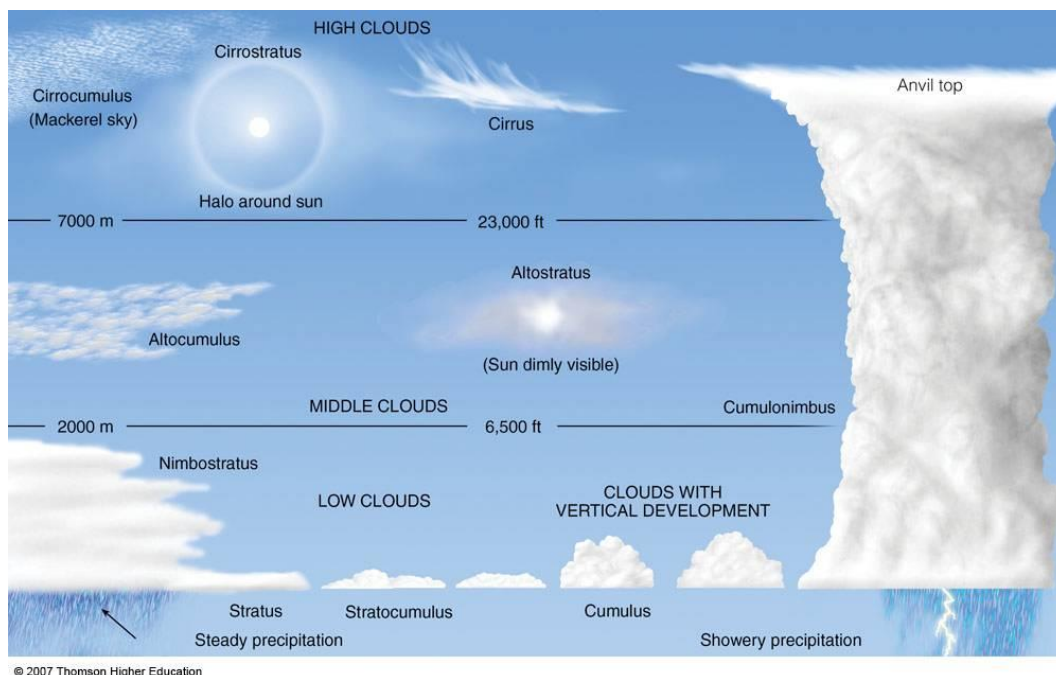 HIGH CLOUDS
Cirrostratus
Cirrocumulus
(Mackerel sky)
Cirrus
Anvil top
Halo around sun
7000 m
23,000 ft
Altostratus
Altocumulus
(Sun dimly visible)
MIDDLE CLOUDS
Cumulonimbus
2000 m
6,500 ft
Nimbostratus
LOW CLOUDS
CLOUDS WITH
VERTICAL DEVELOPMENT
Stratus
Stratocumulus
Cumulus
Steady precipitation
Showery precipitation
© 2007 Thomson Higher Education